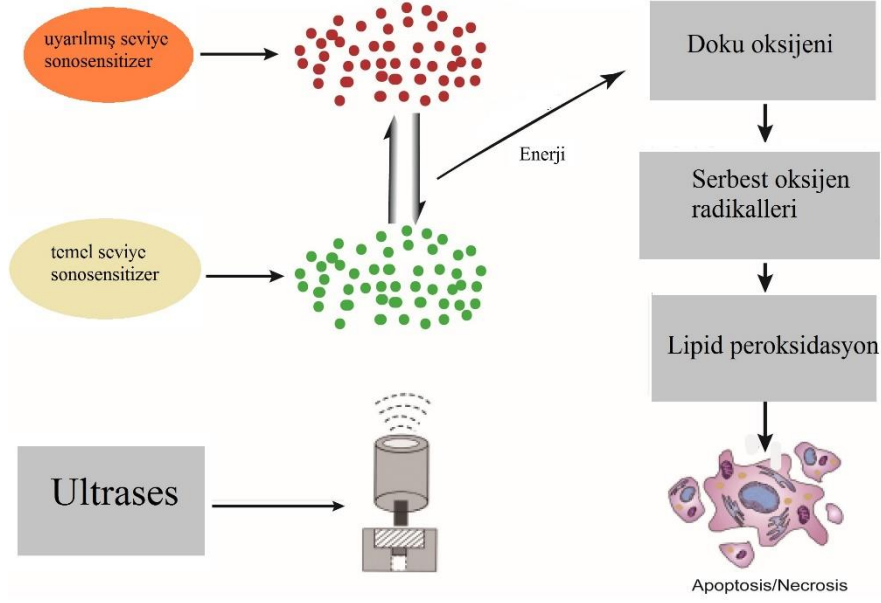 uyarılmış seviye
sonosensitizer
temel seviye
sonosensitizer
Enerji
Ultrases
Doku oksijeni
Serbest oksijen
radikalleri
Lipid peroksidasyon
Apoptosis/Necrosis